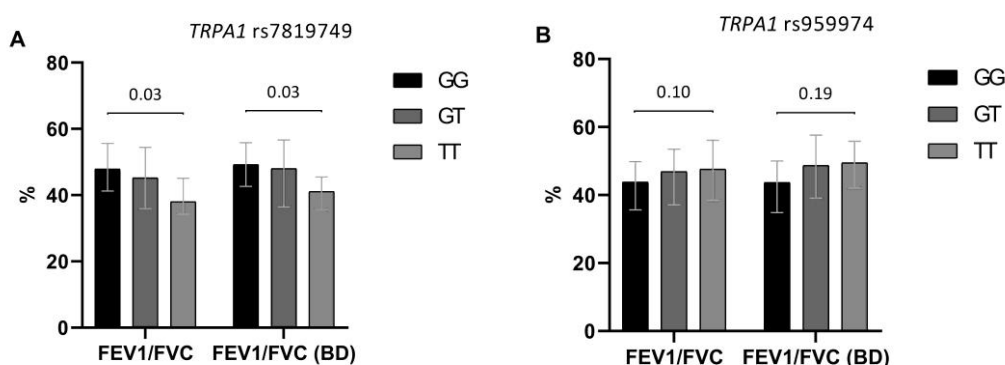 A
TRPA1 rs7819749
80
60
40
20
0
%
0.03
0.03
GG
GT
TT
FEV1/FVC
FEV1/FVC (BD)
B
TRPA1 rs959974
80
60
40
20
0
%
0.10
0.19
GG
GT
TT
FEV1/FVC
FEV1/FVC (BD)